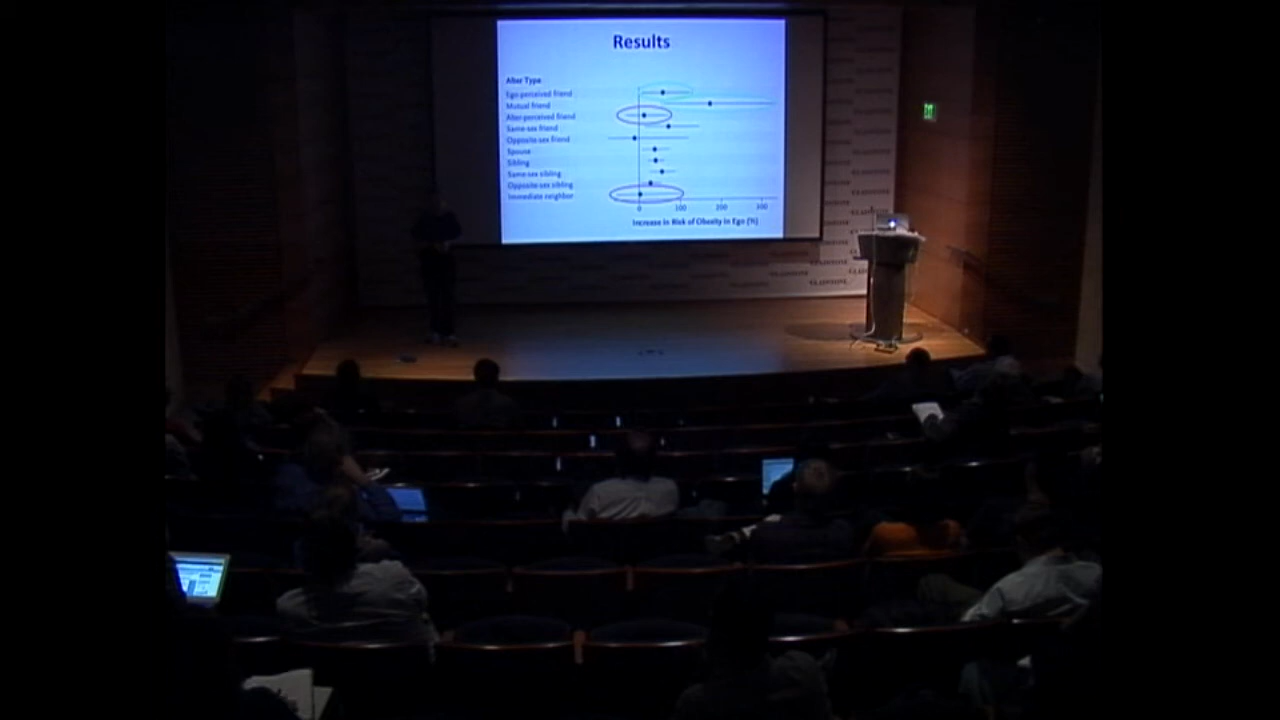 Results
Alter Type
Ego-perceived friend
Mutual friend
Alter-perceived friend
Same-sex friend
Opposite-sex friend
Spouse
Sibling
Same-sex sibling
Opposite-sex sibling
Immediate neighbor
0 100 200 300
Increase in Risk of Obesity in Ego (%)
GLADSTONE